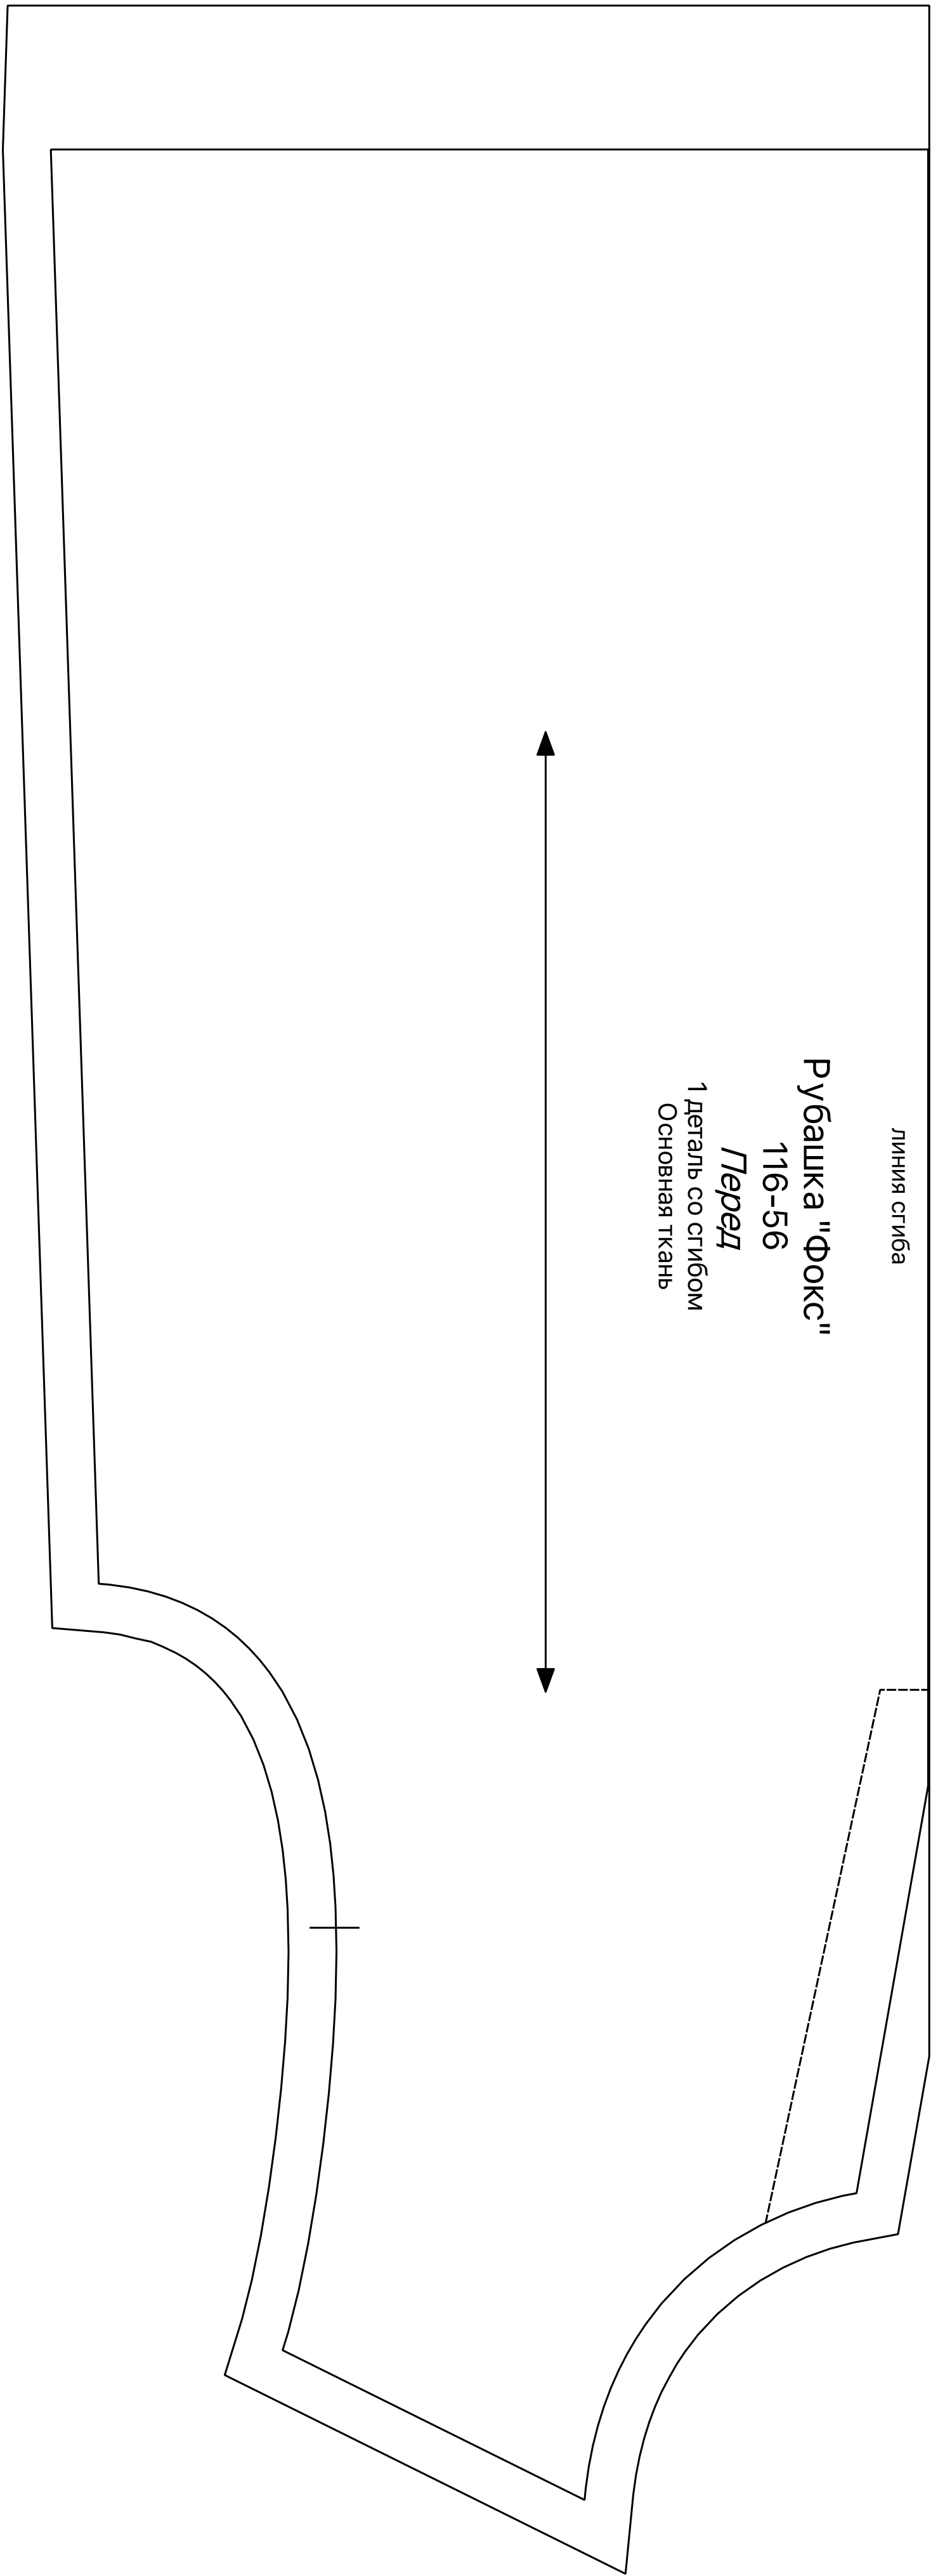 линия сгиба
Рубашка "Фокс"
116-56
Перед
1 деталь со сгибом
Основная ткань